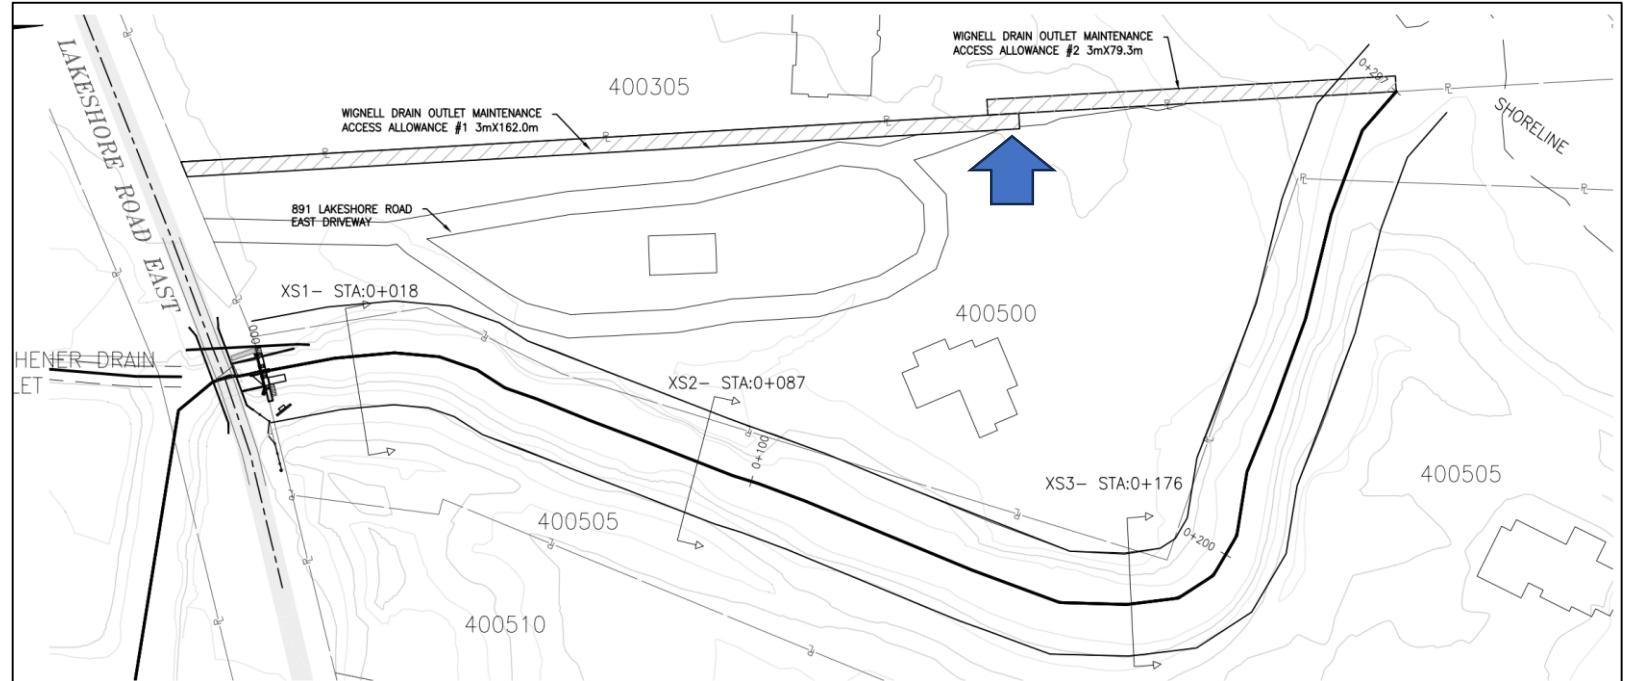 WIGNELL DRAIN OUTLET MAINTENANCE
ACCESS ALLOWANCE #2 3mX79.3m
400305
0+287
LAKESHORE ROAD EAST
WIGNELL DRAIN OUTLET MAINTENANCE
ACCESS ALLOWANCE #1 3mX162.0m
SHORELINE
891 LAKESHORE ROAD
EAST DRIVEWAY
XS1- STA:0+018
400500
HENER DRAIN
LET
XS2- STA:0+087
0+100
XS3- STA:0+176
400505
400505
0+200
400510